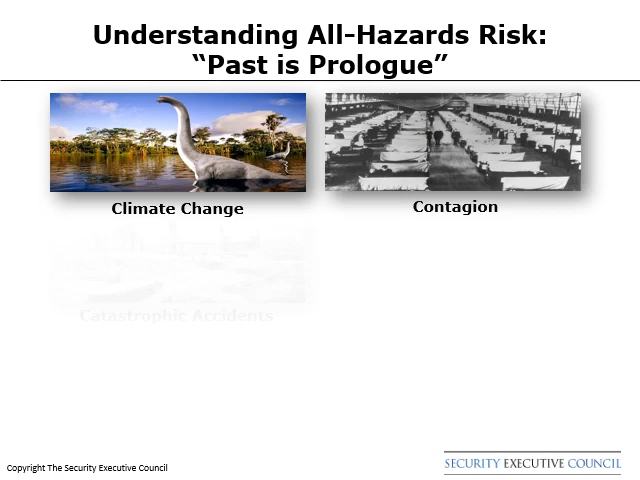 Understanding All-Hazards Risk:
“Past is Prologue”
Climate Change
Contagion
Catastrophic Accidents
Copyright The Security Executive Council
SECURITY EXECUTIVE COUNCIL